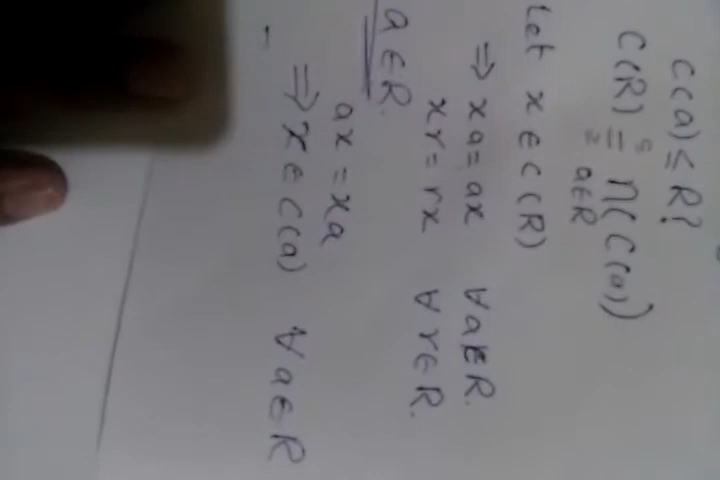 C(a) ≤ R?
C(R) = ∩ (C(a))
⊆
⊇
a∈R
Let x ∈ C(R)
⇒ xa = ax ∀ a∈R.
xr = rx ∀ r∈R.
a ∈ R.
ax = xa
⇒ x ∈ C(a) ∀ a∈R